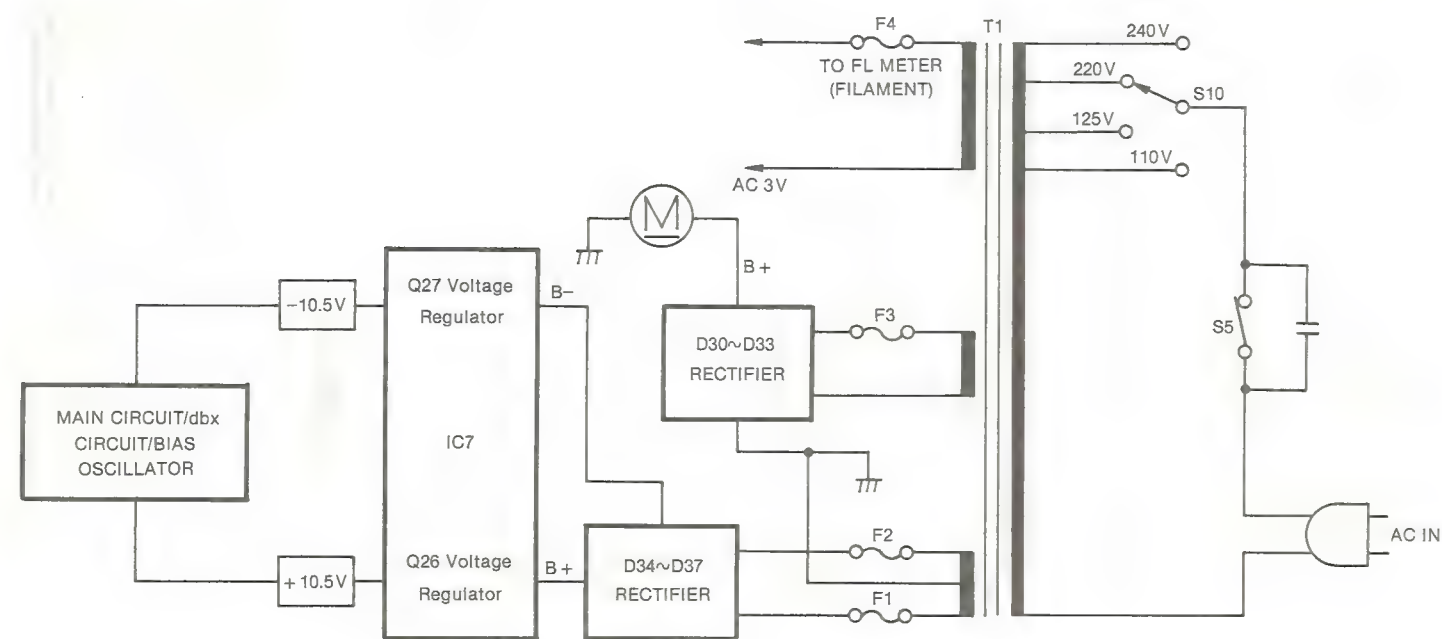 F4
T1
240V
TO FL METER
(FILAMENT)
220V
S10
125V
110V
AC 3V
M
B+
Q27 Voltage
Regulator
B−
−10.5V
F3
S5
D30~D33
RECTIFIER
MAIN CIRCUIT/dbx
CIRCUIT/BIAS
OSCILLATOR
IC7
F2
AC IN
+10.5V
Q26 Voltage
Regulator
B+
D34~D37
RECTIFIER
F1